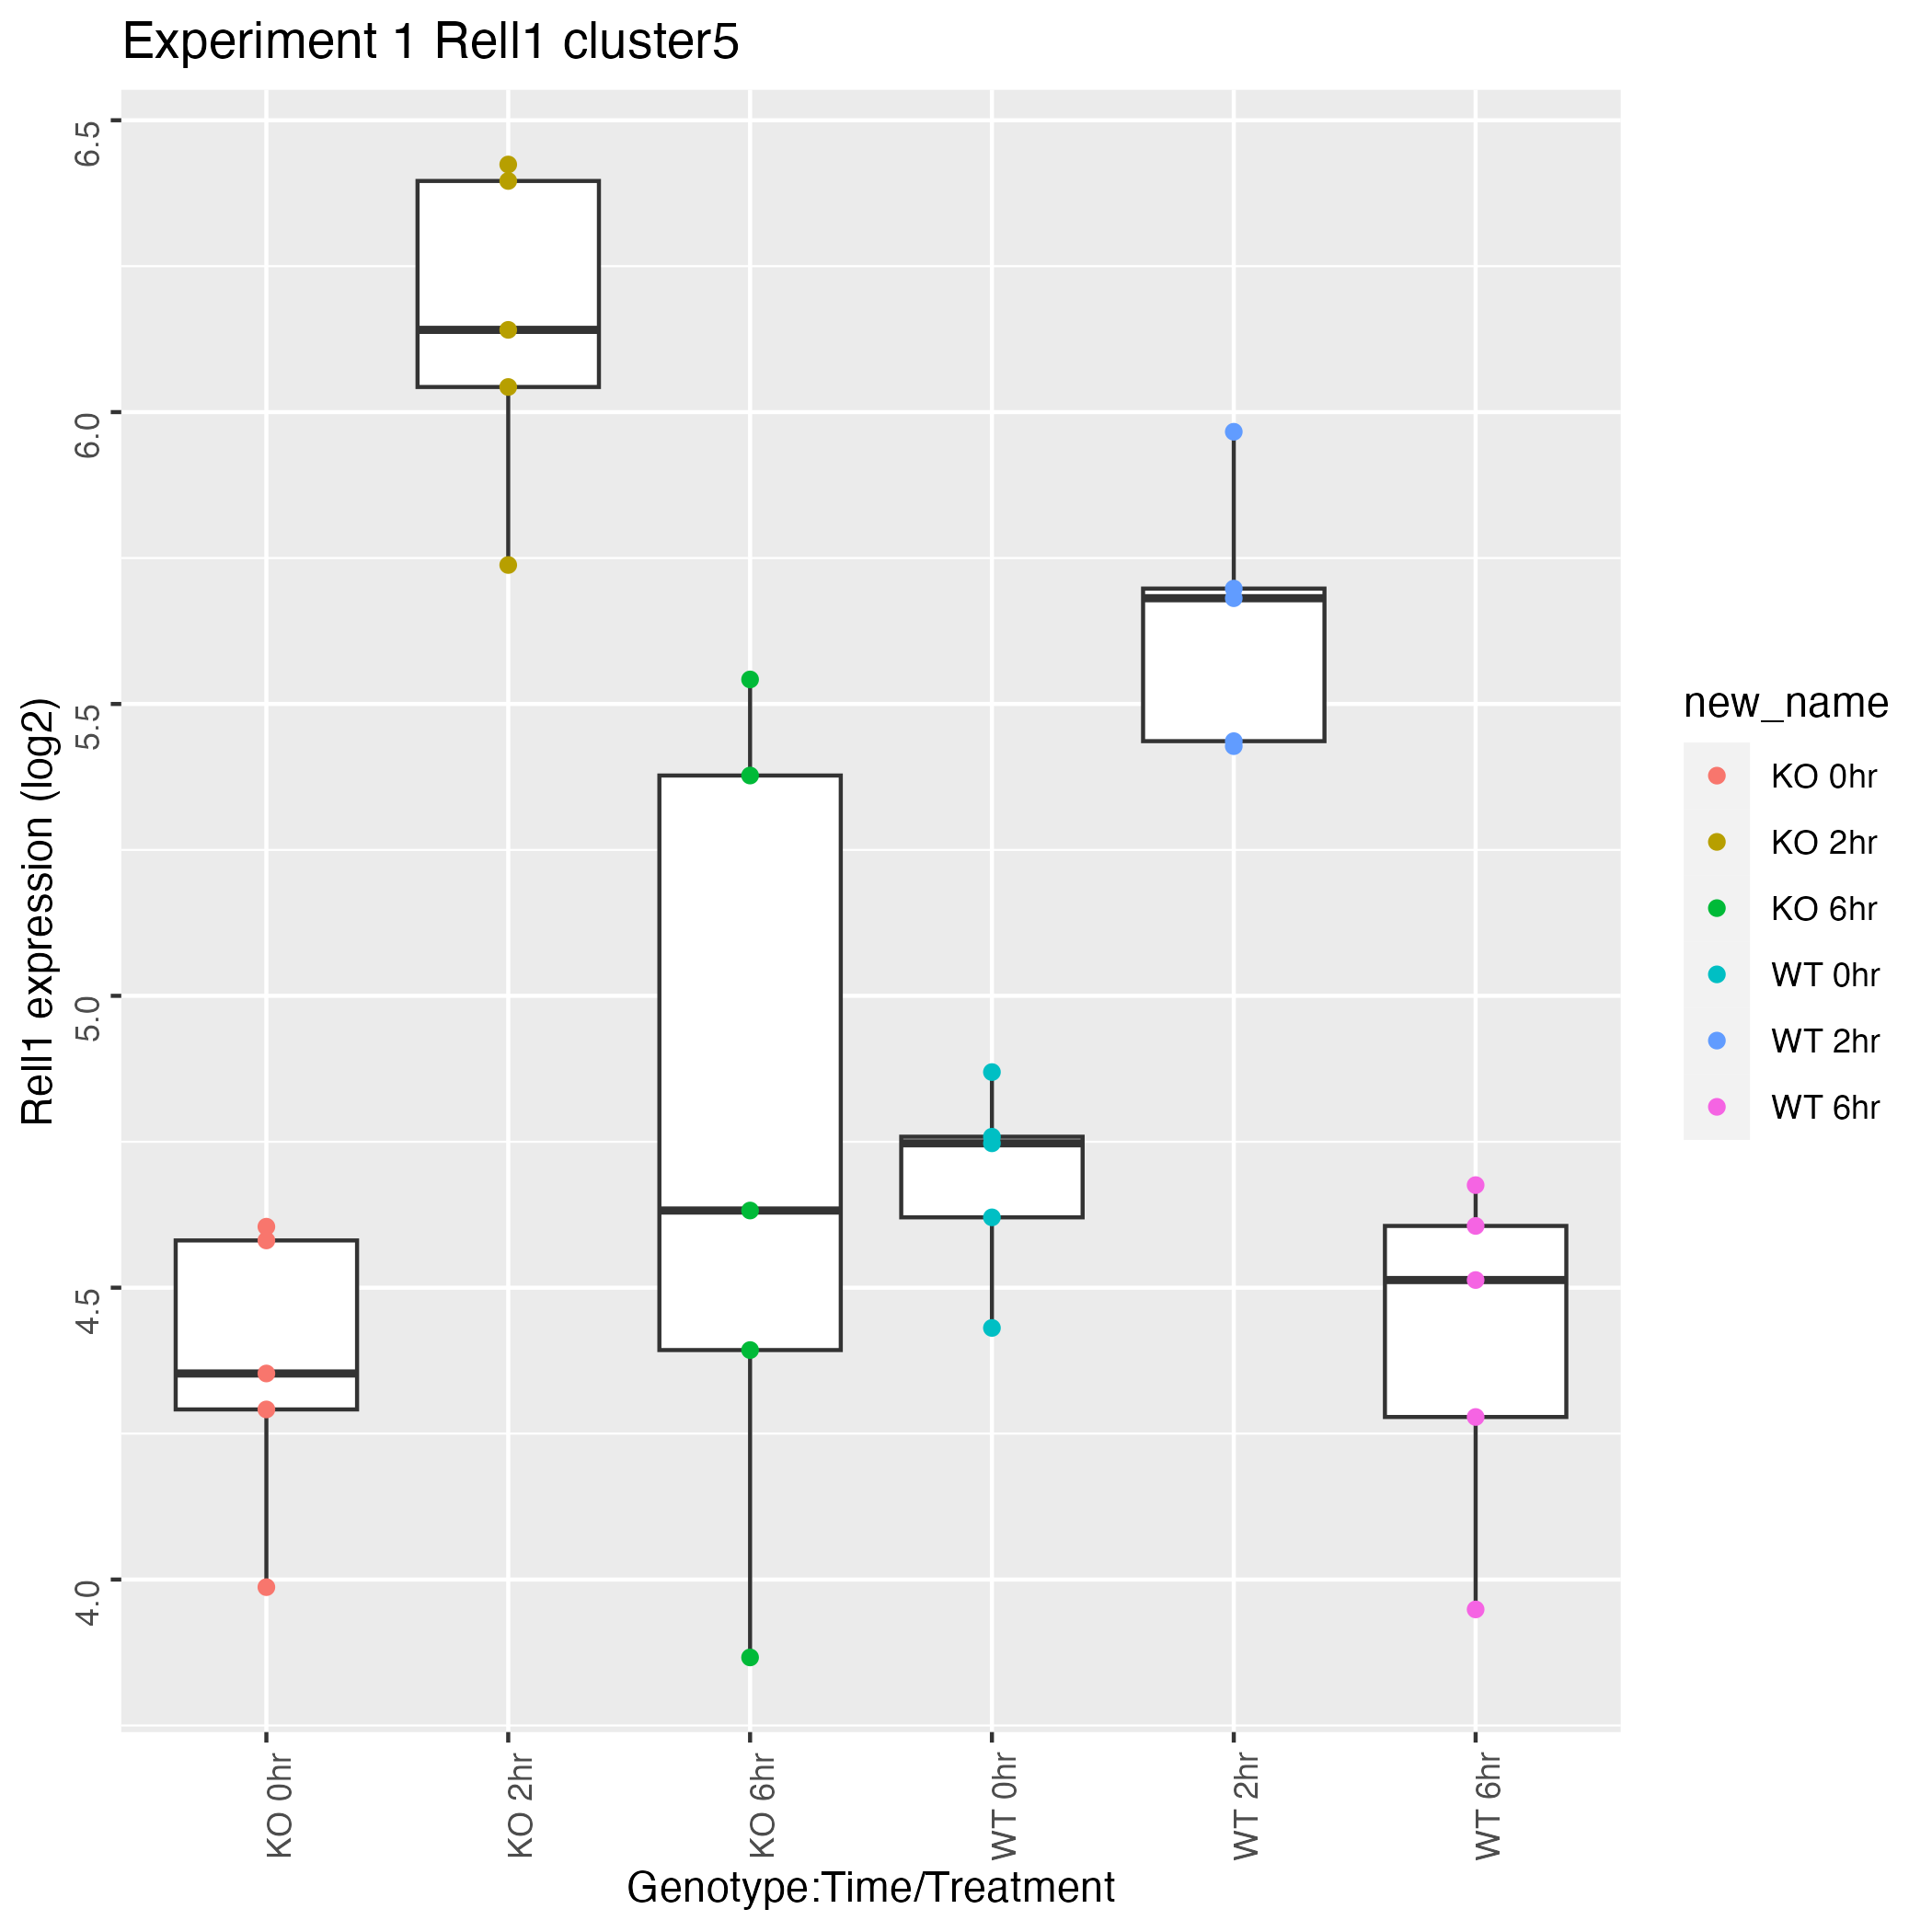 Experiment 1 Rell1 cluster5
Rell1 expression (log2)
6.5
6.0
5.5
5.0
4.5
4.0
KO 0hr
KO 2hr
KO 6hr
WT 0hr
WT 2hr
WT 6hr
Genotype:Time/Treatment
new_name
KO 0hr
KO 2hr
KO 6hr
WT 0hr
WT 2hr
WT 6hr